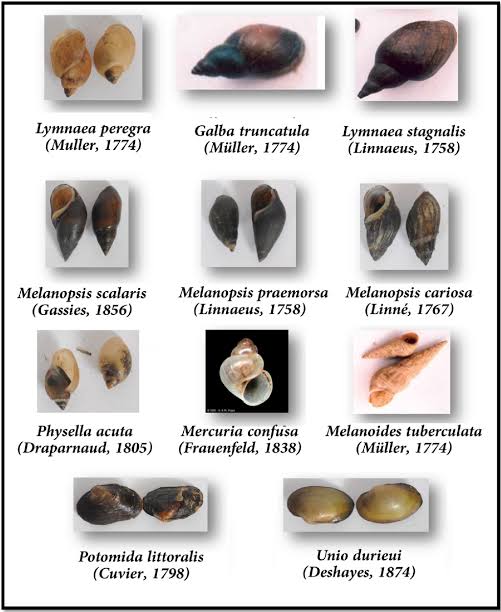 Lymnaea peregra
(Muller, 1774)
Galba truncatula
(Müller, 1774)
Lymnaea stagnalis
(Linnaeus, 1758)
Melanopsis scalaris
(Gassies, 1856)
Melanopsis praemorsa
(Linnaeus, 1758)
Melanopsis cariosa
(Linné, 1767)
Physella acuta
(Draparnaud, 1805)
Mercuria confusa
(Frauenfeld, 1838)
Melanoides tuberculata
(Müller, 1774)
Potomida littoralis
(Cuvier, 1798)
Unio durieui
(Deshayes, 1874)